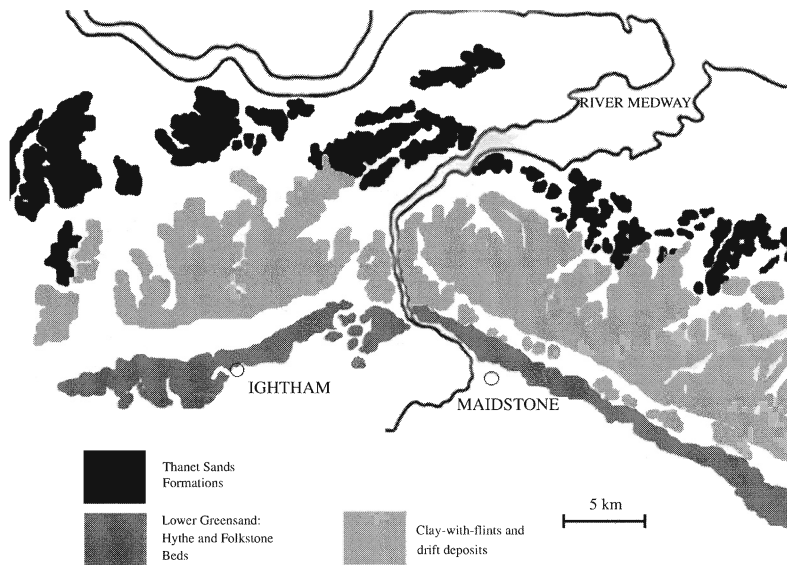 RIVER MEDWAY
IGHTHAM
MAIDSTONE
Thanet Sands
Formations
Lower Greensand:
Hythe and Folkstone
Beds
Clay-with-flints and
drift deposits
5 km